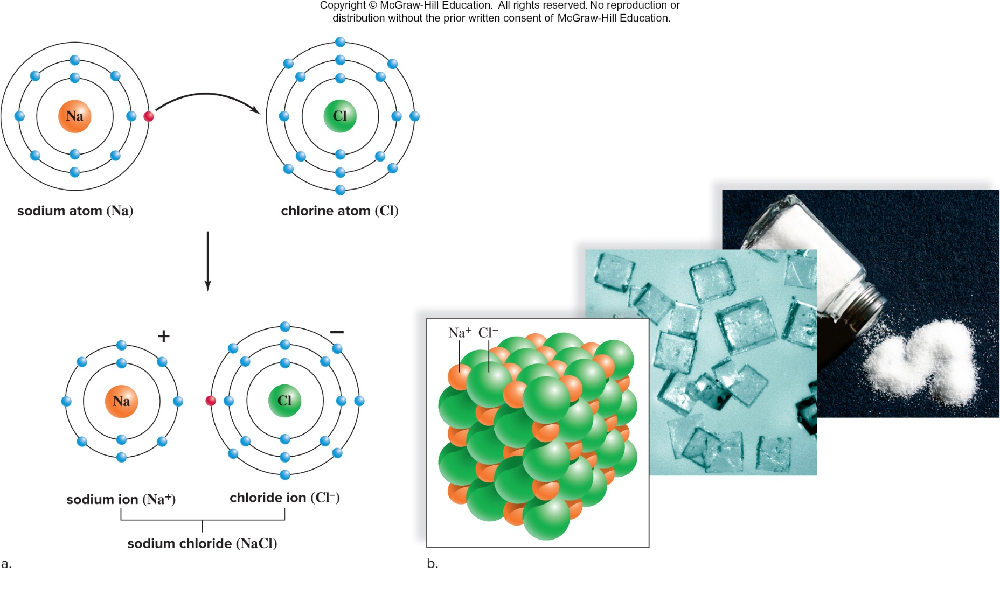 Copyright © McGraw-Hill Education. All rights reserved. No reproduction or
distribution without the prior written consent of McGraw-Hill Education.
Na
Cl
sodium atom (Na)
chlorine atom (Cl)
+
−
Na
Cl
sodium ion (Na⁺)
chloride ion (Cl⁻)
sodium chloride (NaCl)
a.
Na⁺ Cl⁻
b.